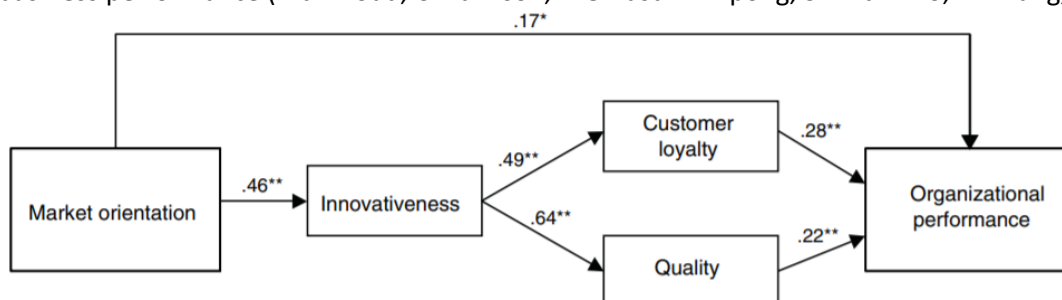 .17*
Customer
loyalty
.28**
.49**
Organizational
performance
.46**
Innovativeness
Market orientation
.64**
.22**
Quality